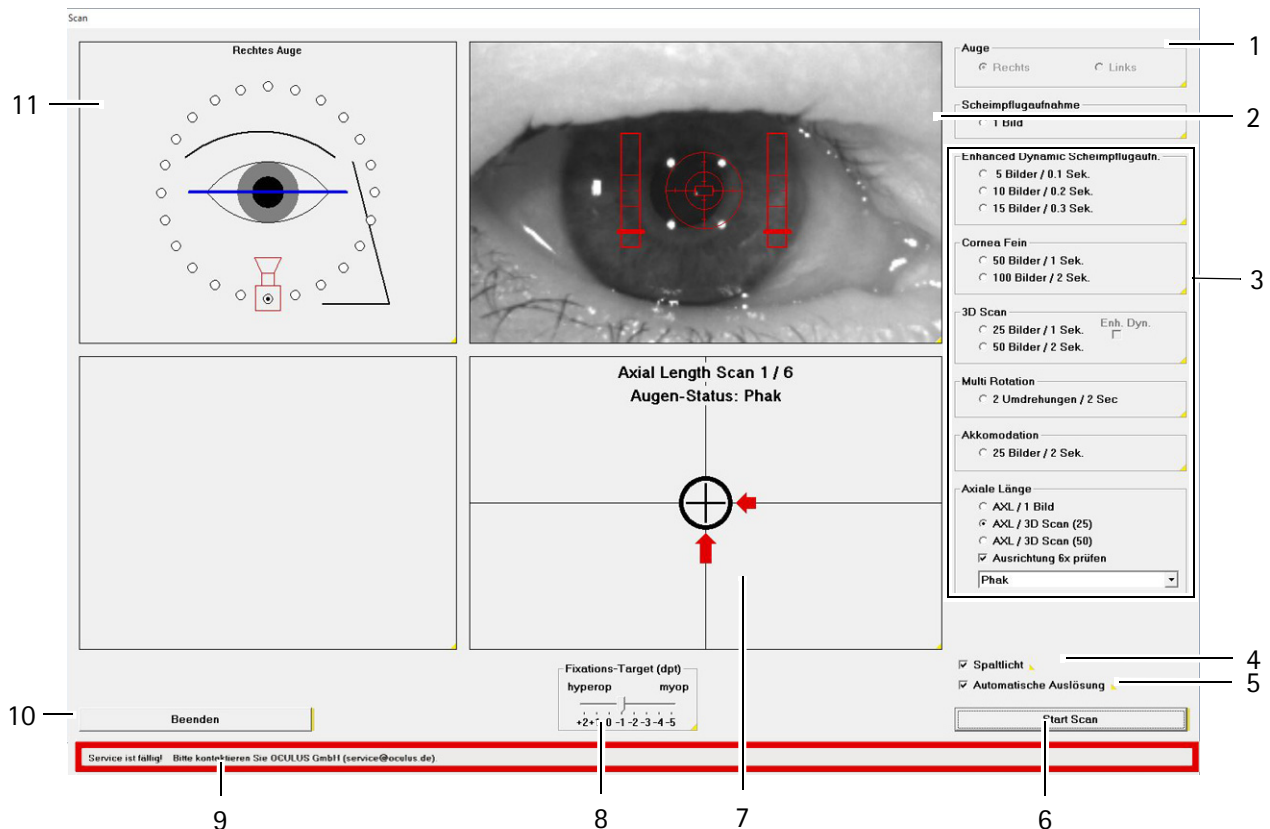 Scan
Rechtes Auge
Auge
Rechts Links
Scheimpflugaufnahme
1 Bild
Enhanced Dynamic Scheimpflugaufn.
5 Bilder / 0.1 Sek.
10 Bilder / 0.2 Sek.
15 Bilder / 0.3 Sek.
Cornea Fein
50 Bilder / 1 Sek.
100 Bilder / 2 Sek.
3D Scan
25 Bilder / 1 Sek. Enh. Dyn.
50 Bilder / 2 Sek.
Multi Rotation
2 Umdrehungen / 2 Sec
Akkomodation
25 Bilder / 2 Sek.
Axiale Länge
AXL / 1 Bild
AXL / 3D Scan (25)
AXL / 3D Scan (50)
Ausrichtung 6x prüfen
Phak
Axial Length Scan 1 / 6
Augen-Status: Phak
Fixations-Target (dpt)
hyperop myop
+2 +1 0 -1 -2 -3 -4 -5
Spaltlicht
Automatische Auslösung
Beenden
Start Scan
Service ist fällig! Bitte kontaktieren Sie OCULUS GmbH (service@oculus.de).
1
2
3
4
5
6
7
8
9
10
11